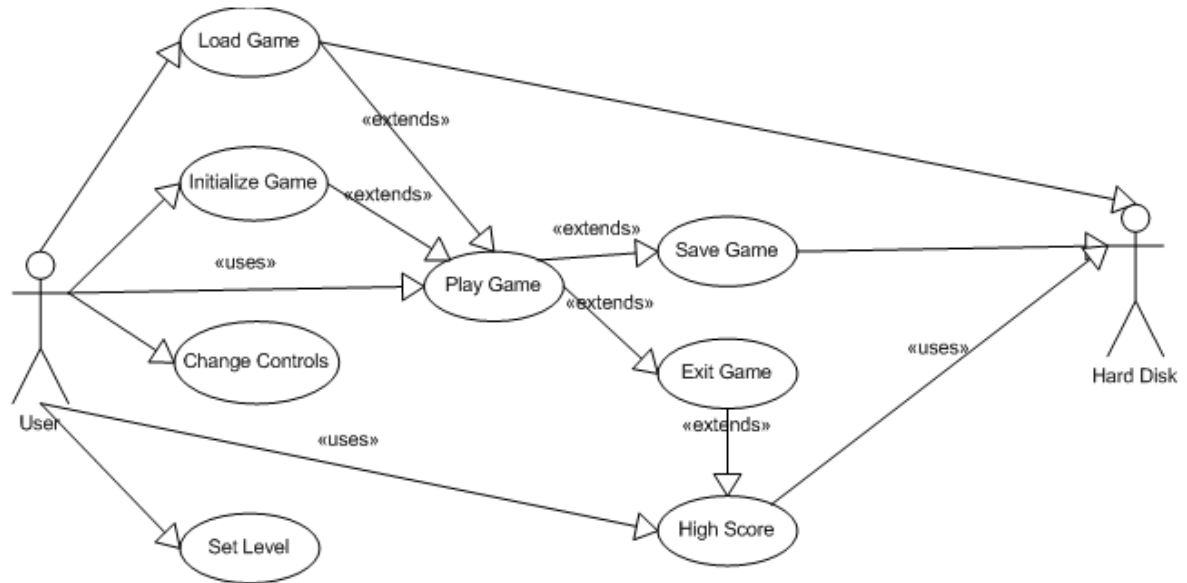 Load Game
«extends»
Initialize Game
«extends»
«uses»
«extends»
Save Game
Play Game
«extends»
Change Controls
Exit Game
«uses»
Hard Disk
User
«extends»
«uses»
High Score
Set Level